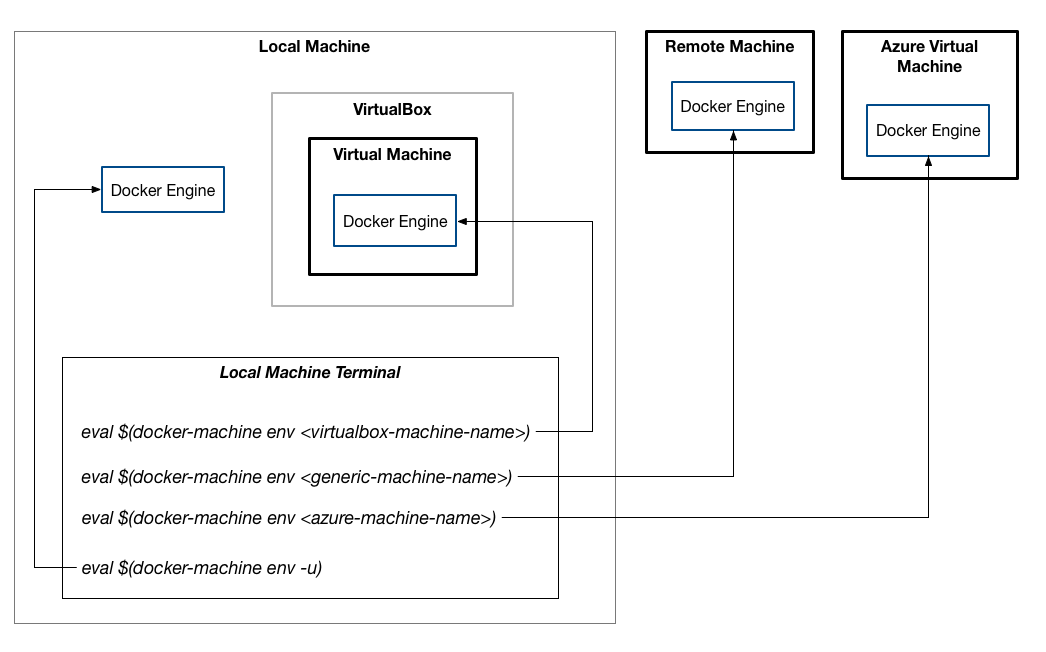 Local Machine
Remote Machine
Azure Virtual
Machine
VirtualBox
Docker Engine
Docker Engine
Virtual Machine
Docker Engine
Docker Engine
Local Machine Terminal
eval $(docker-machine env <virtualbox-machine-name>)
eval $(docker-machine env <generic-machine-name>)
eval $(docker-machine env <azure-machine-name>)
eval $(docker-machine env -u)